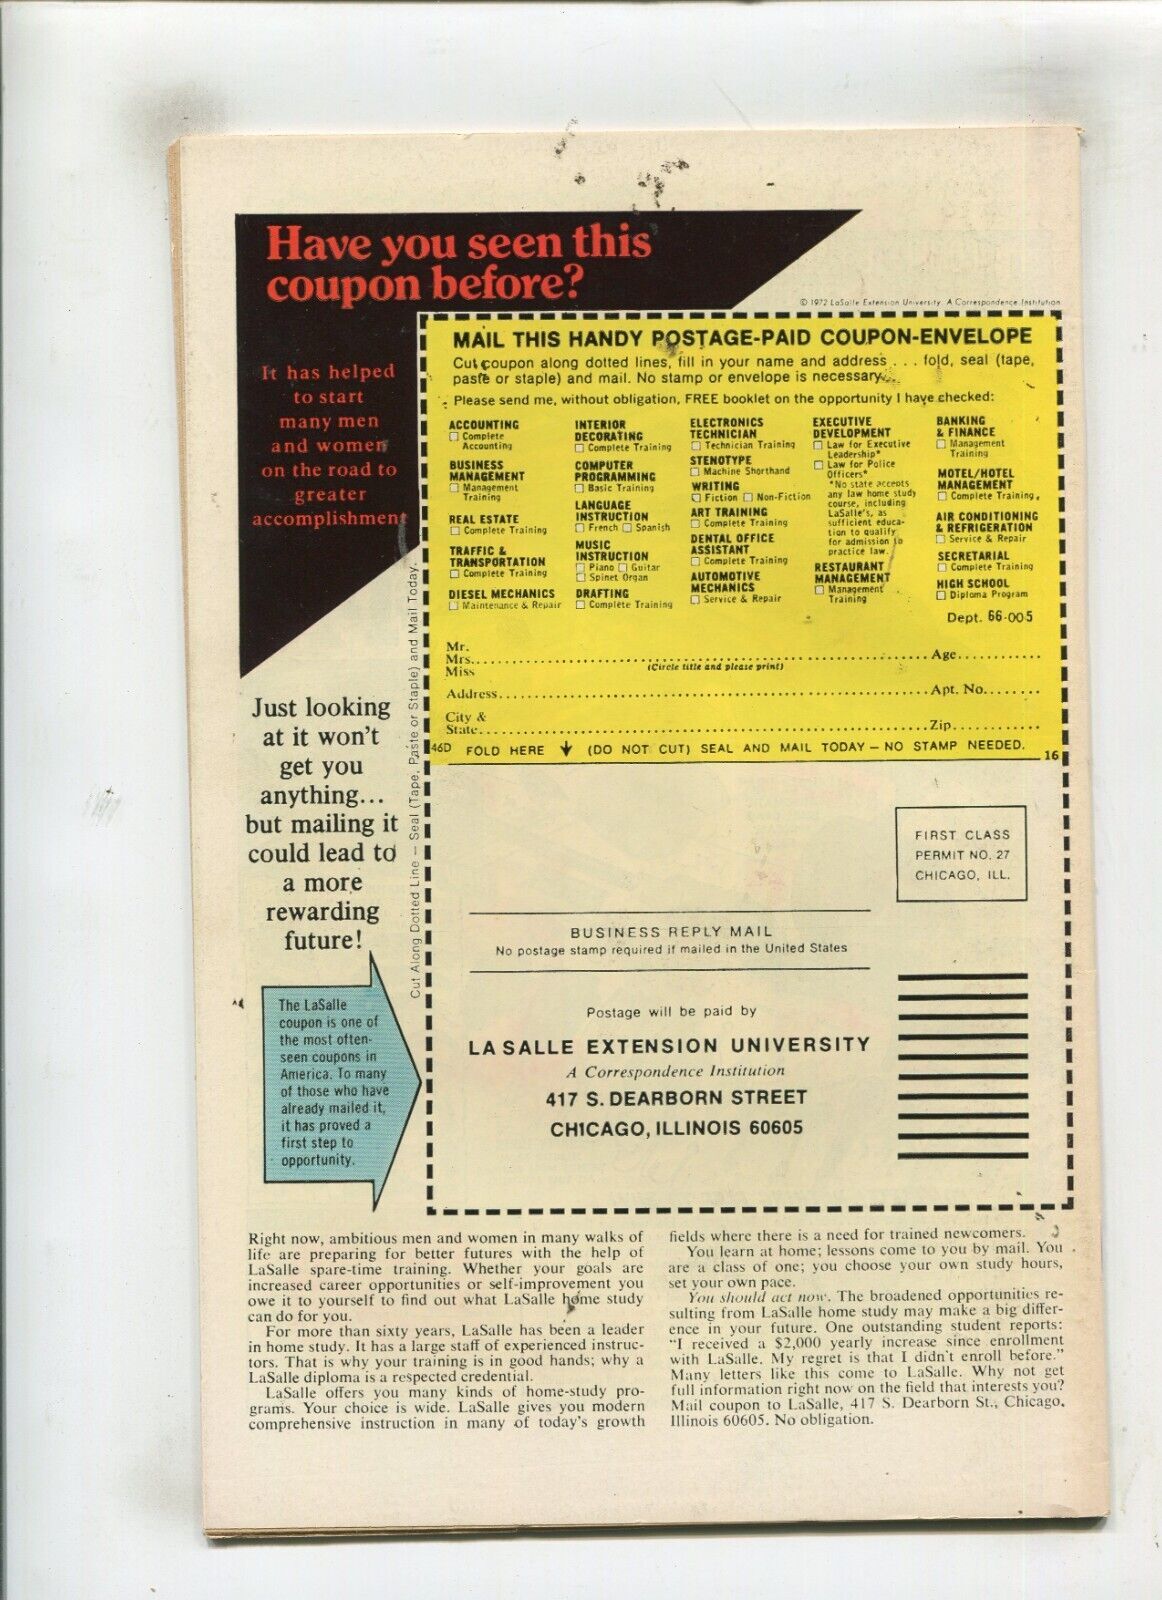 Have you seen this
coupon before?
© 1972 LaSalle Extension University A Correspondence Institution
It has helped
to start
many men
and women
on the road to
greater
accomplishment
MAIL THIS HANDY POSTAGE-PAID COUPON-ENVELOPE
Cut coupon along dotted lines, fill in your name and address . . . fold, seal (tape,
paste or staple) and mail. No stamp or envelope is necessary...
Please send me, without obligation, FREE booklet on the opportunity I have checked:
ACCOUNTING
☐ Complete
Accounting
BUSINESS
MANAGEMENT
☐ Management
Training
REAL ESTATE
☐ Complete Training
TRAFFIC &
TRANSPORTATION
☐ Complete Training
DIESEL MECHANICS
☐ Maintenance & Repair
INTERIOR
DECORATING
☐ Complete Training
COMPUTER
PROGRAMMING
☐ Basic Training
LANGUAGE
INSTRUCTION
☐ French ☐ Spanish
MUSIC
INSTRUCTION
☐ Piano ☐ Guitar
☐ Spinet Organ
DRAFTING
☐ Complete Training
ELECTRONICS
TECHNICIAN
☐ Technician Training
STENOTYPE
☐ Machine Shorthand
WRITING
☐ Fiction ☐ Non-Fiction
ART TRAINING
☐ Complete Training
DENTAL OFFICE
ASSISTANT
☐ Complete Training
AUTOMOTIVE
MECHANICS
☐ Service & Repair
EXECUTIVE
DEVELOPMENT
☐ Law for Executive
Leadership*
☐ Law for Police
Officers*
*No state accepts
any law home study
course, including
LaSalle's, as
sufficient educa-
tion to qualify
for admission to
practice law.
RESTAURANT
MANAGEMENT
☐ Management
Training
BANKING
& FINANCE
☐ Management
Training
MOTEL/HOTEL
MANAGEMENT
☐ Complete Training
AIR CONDITIONING
& REFRIGERATION
☐ Service & Repair
SECRETARIAL
☐ Complete Training
HIGH SCHOOL
☐ Diploma Program
Dept. 66-005
Mr.
Mrs. Age
Miss (Circle title and please print)
Address Apt. No.
City &
State Zip
46D FOLD HERE ↓ (DO NOT CUT) SEAL AND MAIL TODAY – NO STAMP NEEDED. 16
Cut Along Dotted Line – Seal (Tape, Paste or Staple) and Mail Today.
Just looking
at it won't
get you
anything...
but mailing it
could lead to
a more
rewarding
future!
The LaSalle
coupon is one of
the most often-
seen coupons in
America. To many
of those who have
already mailed it,
it has proved a
first step to
opportunity.
FIRST CLASS
PERMIT NO. 27
CHICAGO, ILL.
BUSINESS REPLY MAIL
No postage stamp required if mailed in the United States
Postage will be paid by
LA SALLE EXTENSION UNIVERSITY
A Correspondence Institution
417 S. DEARBORN STREET
CHICAGO, ILLINOIS 60605
Right now, ambitious men and women in many walks of
life are preparing for better futures with the help of
LaSalle spare-time training. Whether your goals are
increased career opportunities or self-improvement you
owe it to yourself to find out what LaSalle home study
can do for you.
For more than sixty years, LaSalle has been a leader
in home study. It has a large staff of experienced instruc-
tors. That is why your training is in good hands; why a
LaSalle diploma is a respected credential.
LaSalle offers you many kinds of home-study pro-
grams. Your choice is wide. LaSalle gives you modern
comprehensive instruction in many of today's growth
fields where there is a need for trained newcomers.
You learn at home; lessons come to you by mail. You
are a class of one; you choose your own study hours,
set your own pace.
You should act now. The broadened opportunities re-
sulting from LaSalle home study may make a big differ-
ence in your future. One outstanding student reports:
"I received a $2,000 yearly increase since enrollment
with LaSalle. My regret is that I didn't enroll before."
Many letters like this come to LaSalle. Why not get
full information right now on the field that interests you?
Mail coupon to LaSalle, 417 S. Dearborn St., Chicago,
Illinois 60605. No obligation.